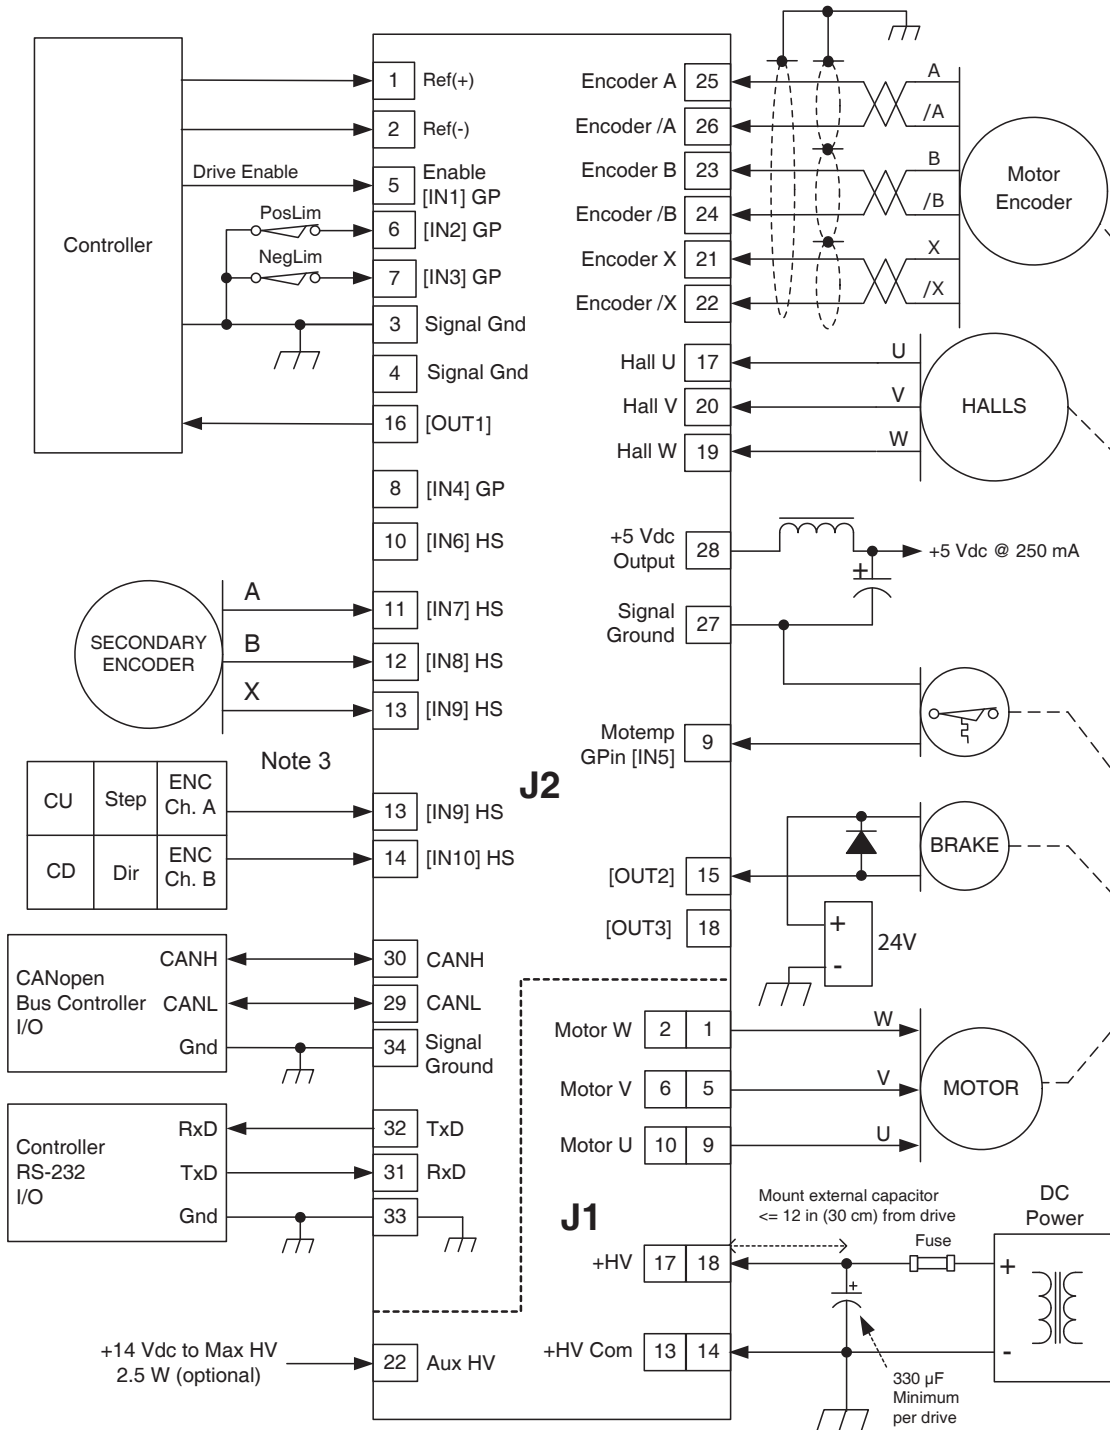 Controller
Drive Enable
PosLim
NegLim
1 Ref(+)
2 Ref(-)
5 Enable
[IN1] GP
6 [IN2] GP
7 [IN3] GP
3 Signal Gnd
4 Signal Gnd
16 [OUT1]
8 [IN4] GP
10 [IN6] HS
SECONDARY
ENCODER
A
B
X
11 [IN7] HS
12 [IN8] HS
13 [IN9] HS
Note 3
CU Step ENC
Ch. A
CD Dir ENC
Ch. B
13 [IN9] HS
14 [IN10] HS
CANopen
Bus Controller
I/O
CANH
CANL
Gnd
30 CANH
29 CANL
34 Signal
Ground
Controller
RS-232
I/O
RxD
TxD
Gnd
32 TxD
31 RxD
33
+14 Vdc to Max HV
2.5 W (optional)
22 Aux HV
J2
Encoder A 25
Encoder /A 26
Encoder B 23
Encoder /B 24
Encoder X 21
Encoder /X 22
A
/A
B
/B
X
/X
Motor
Encoder
Hall U 17
Hall V 20
Hall W 19
U
V
W
HALLS
+5 Vdc
Output 28
+
+5 Vdc @ 250 mA
Signal
Ground 27
Motemp
GPin [IN5] 9
[OUT2] 15
[OUT3] 18
BRAKE
+
-
24V
Motor W 2 1
Motor V 6 5
Motor U 10 9
W
V
U
MOTOR
J1
Mount external capacitor
<= 12 in (30 cm) from drive
Fuse
DC
Power
+HV 17 18
+
+
-
+HV Com 13 14
330 µF
Minimum
per drive